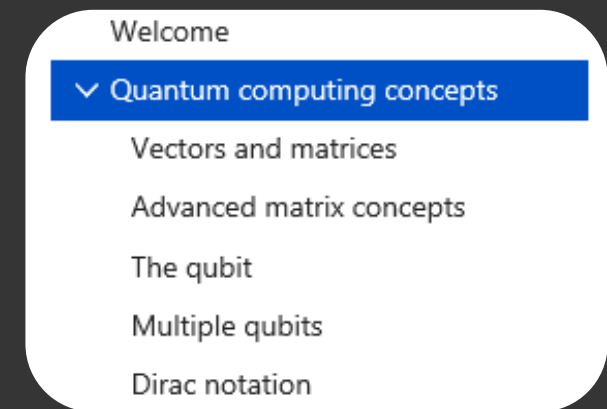 Welcome
Quantum computing concepts
Vectors and matrices
Advanced matrix concepts
The qubit
Multiple qubits
Dirac notation